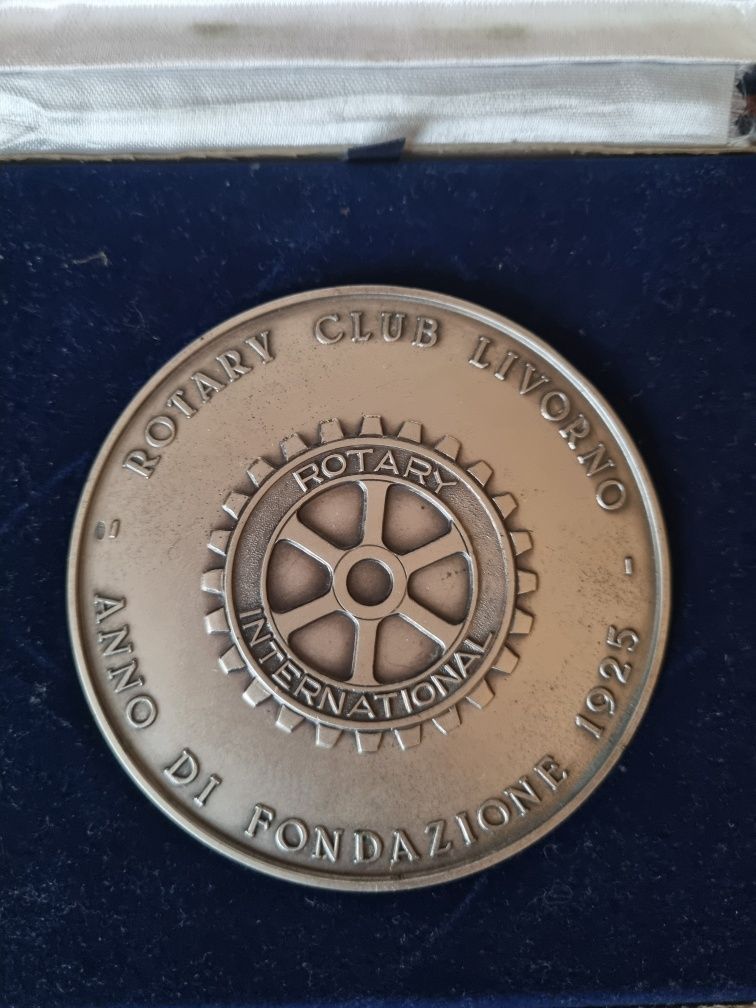 ROTARY CLUB LIVORNO
- ANNO DI FONDAZIONE 1925 -
ROTARY
INTERNATIONAL